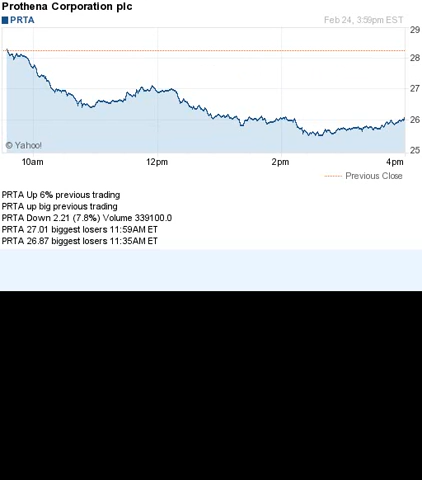 Prothena Corporation plc
PRTA Feb 24, 3:59pm EST
29
28
27
26
25
© Yahoo!
10am 12pm 2pm 4pm
Previous Close
PRTA Up 6% previous trading
PRTA up big previous trading
PRTA Down 2.21 (7.8%) Volume 339100.0
PRTA 27.01 biggest losers 11:59AM ET
PRTA 26.87 biggest losers 11:35AM ET